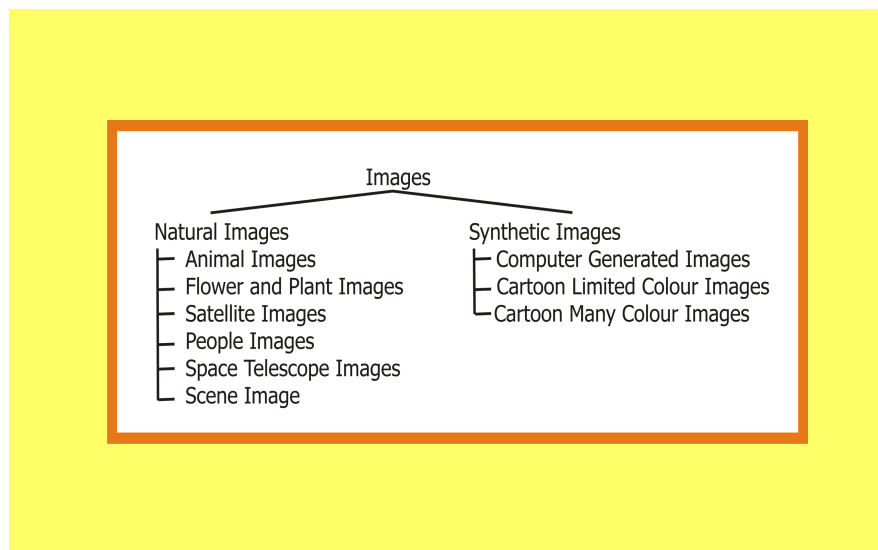 Images
Natural Images
Animal Images
Flower and Plant Images
Satellite Images
People Images
Space Telescope Images
Scene Image
Synthetic Images
Computer Generated Images
Cartoon Limited Colour Images
Cartoon Many Colour Images